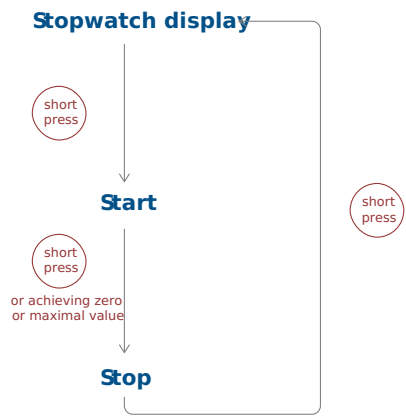 Stopwatch display
short
press
Start
short
press
short
press
or achieving zero
or maximal value
Stop